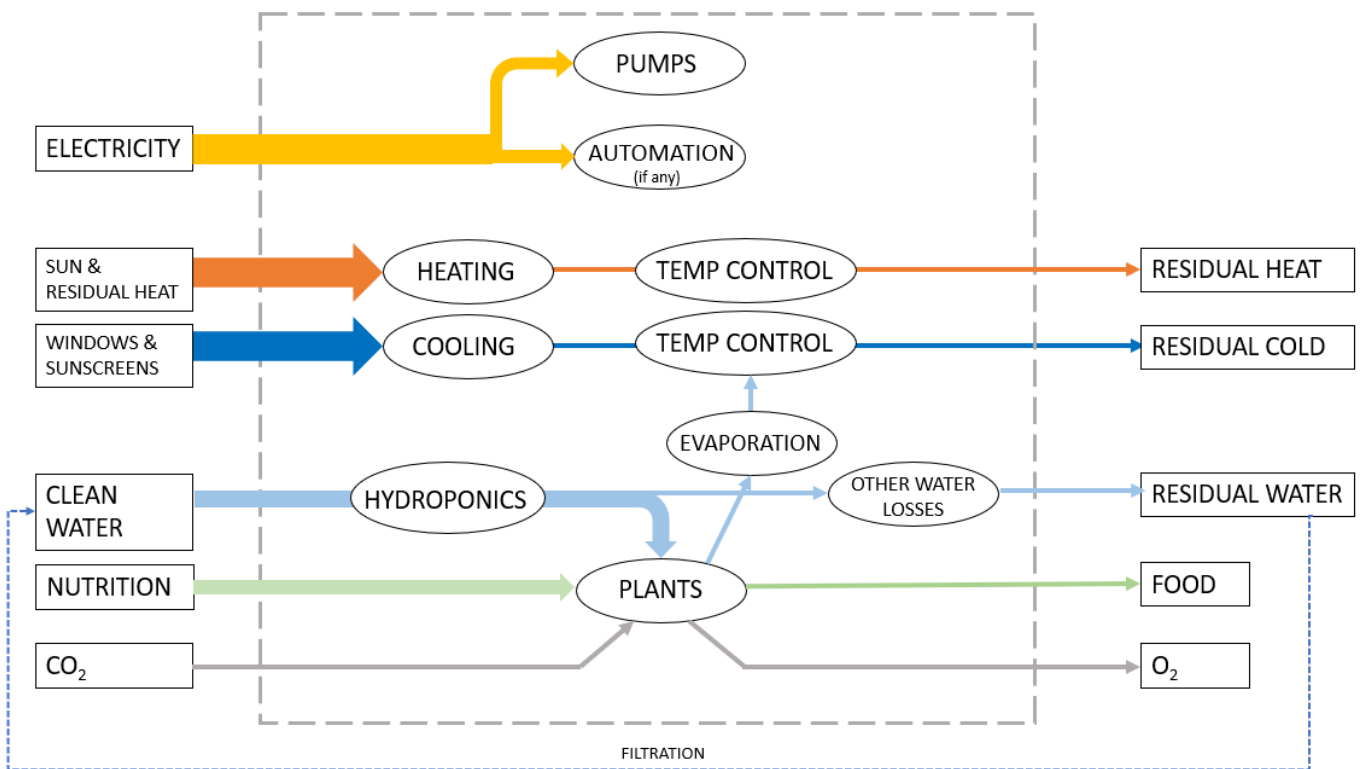 PUMPS
ELECTRICITY
AUTOMATION
(if any)
SUN &
RESIDUAL HEAT
HEATING
TEMP CONTROL
RESIDUAL HEAT
WINDOWS &
SUNSCREENS
COOLING
TEMP CONTROL
RESIDUAL COLD
EVAPORATION
CLEAN
WATER
HYDROPONICS
OTHER WATER
LOSSES
RESIDUAL WATER
NUTRITION
PLANTS
FOOD
CO₂
O₂
FILTRATION